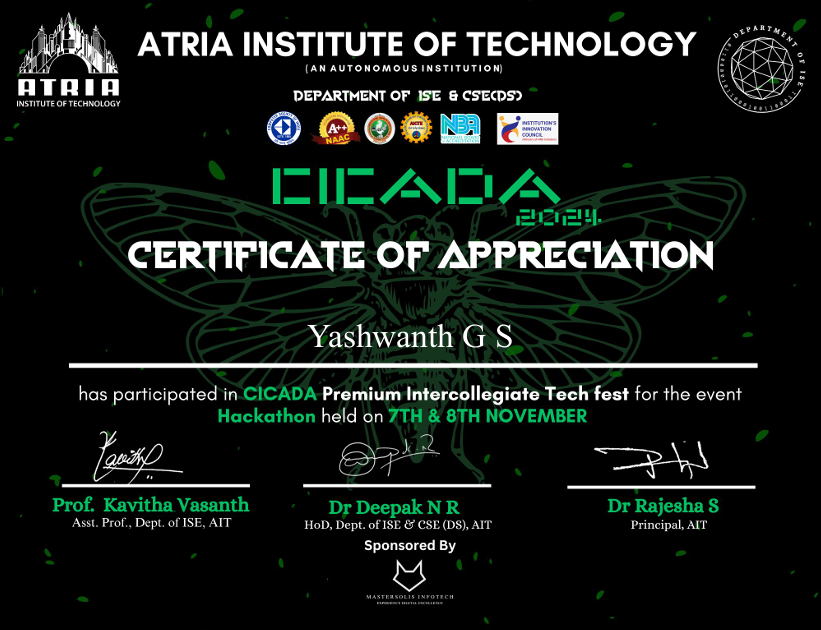 ATRIA INSTITUTE OF TECHNOLOGY
(AN AUTONOMOUS INSTITUTION)
ATRIA
INSTITUTE OF TECHNOLOGY
DEPARTMENT OF ISE
DEPARTMENT OF ISE & CSE(DS)
A++
NAAC
NBA
INSTITUTION'S
INNOVATION
COUNCIL
CICADA
2024
CERTIFICATE OF APPRECIATION
Yashwanth G S
has participated in CICADA Premium Intercollegiate Tech fest for the event
Hackathon held on 7TH & 8TH NOVEMBER
Prof. Kavitha Vasanth
Asst. Prof., Dept. of ISE, AIT
Dr Deepak N R
HoD, Dept. of ISE & CSE (DS), AIT
Dr Rajesha S
Principal, AIT
Sponsored By
MASTERSOLIS INFOTECH
EXPERIENCE DIGITAL EXCELLENCE